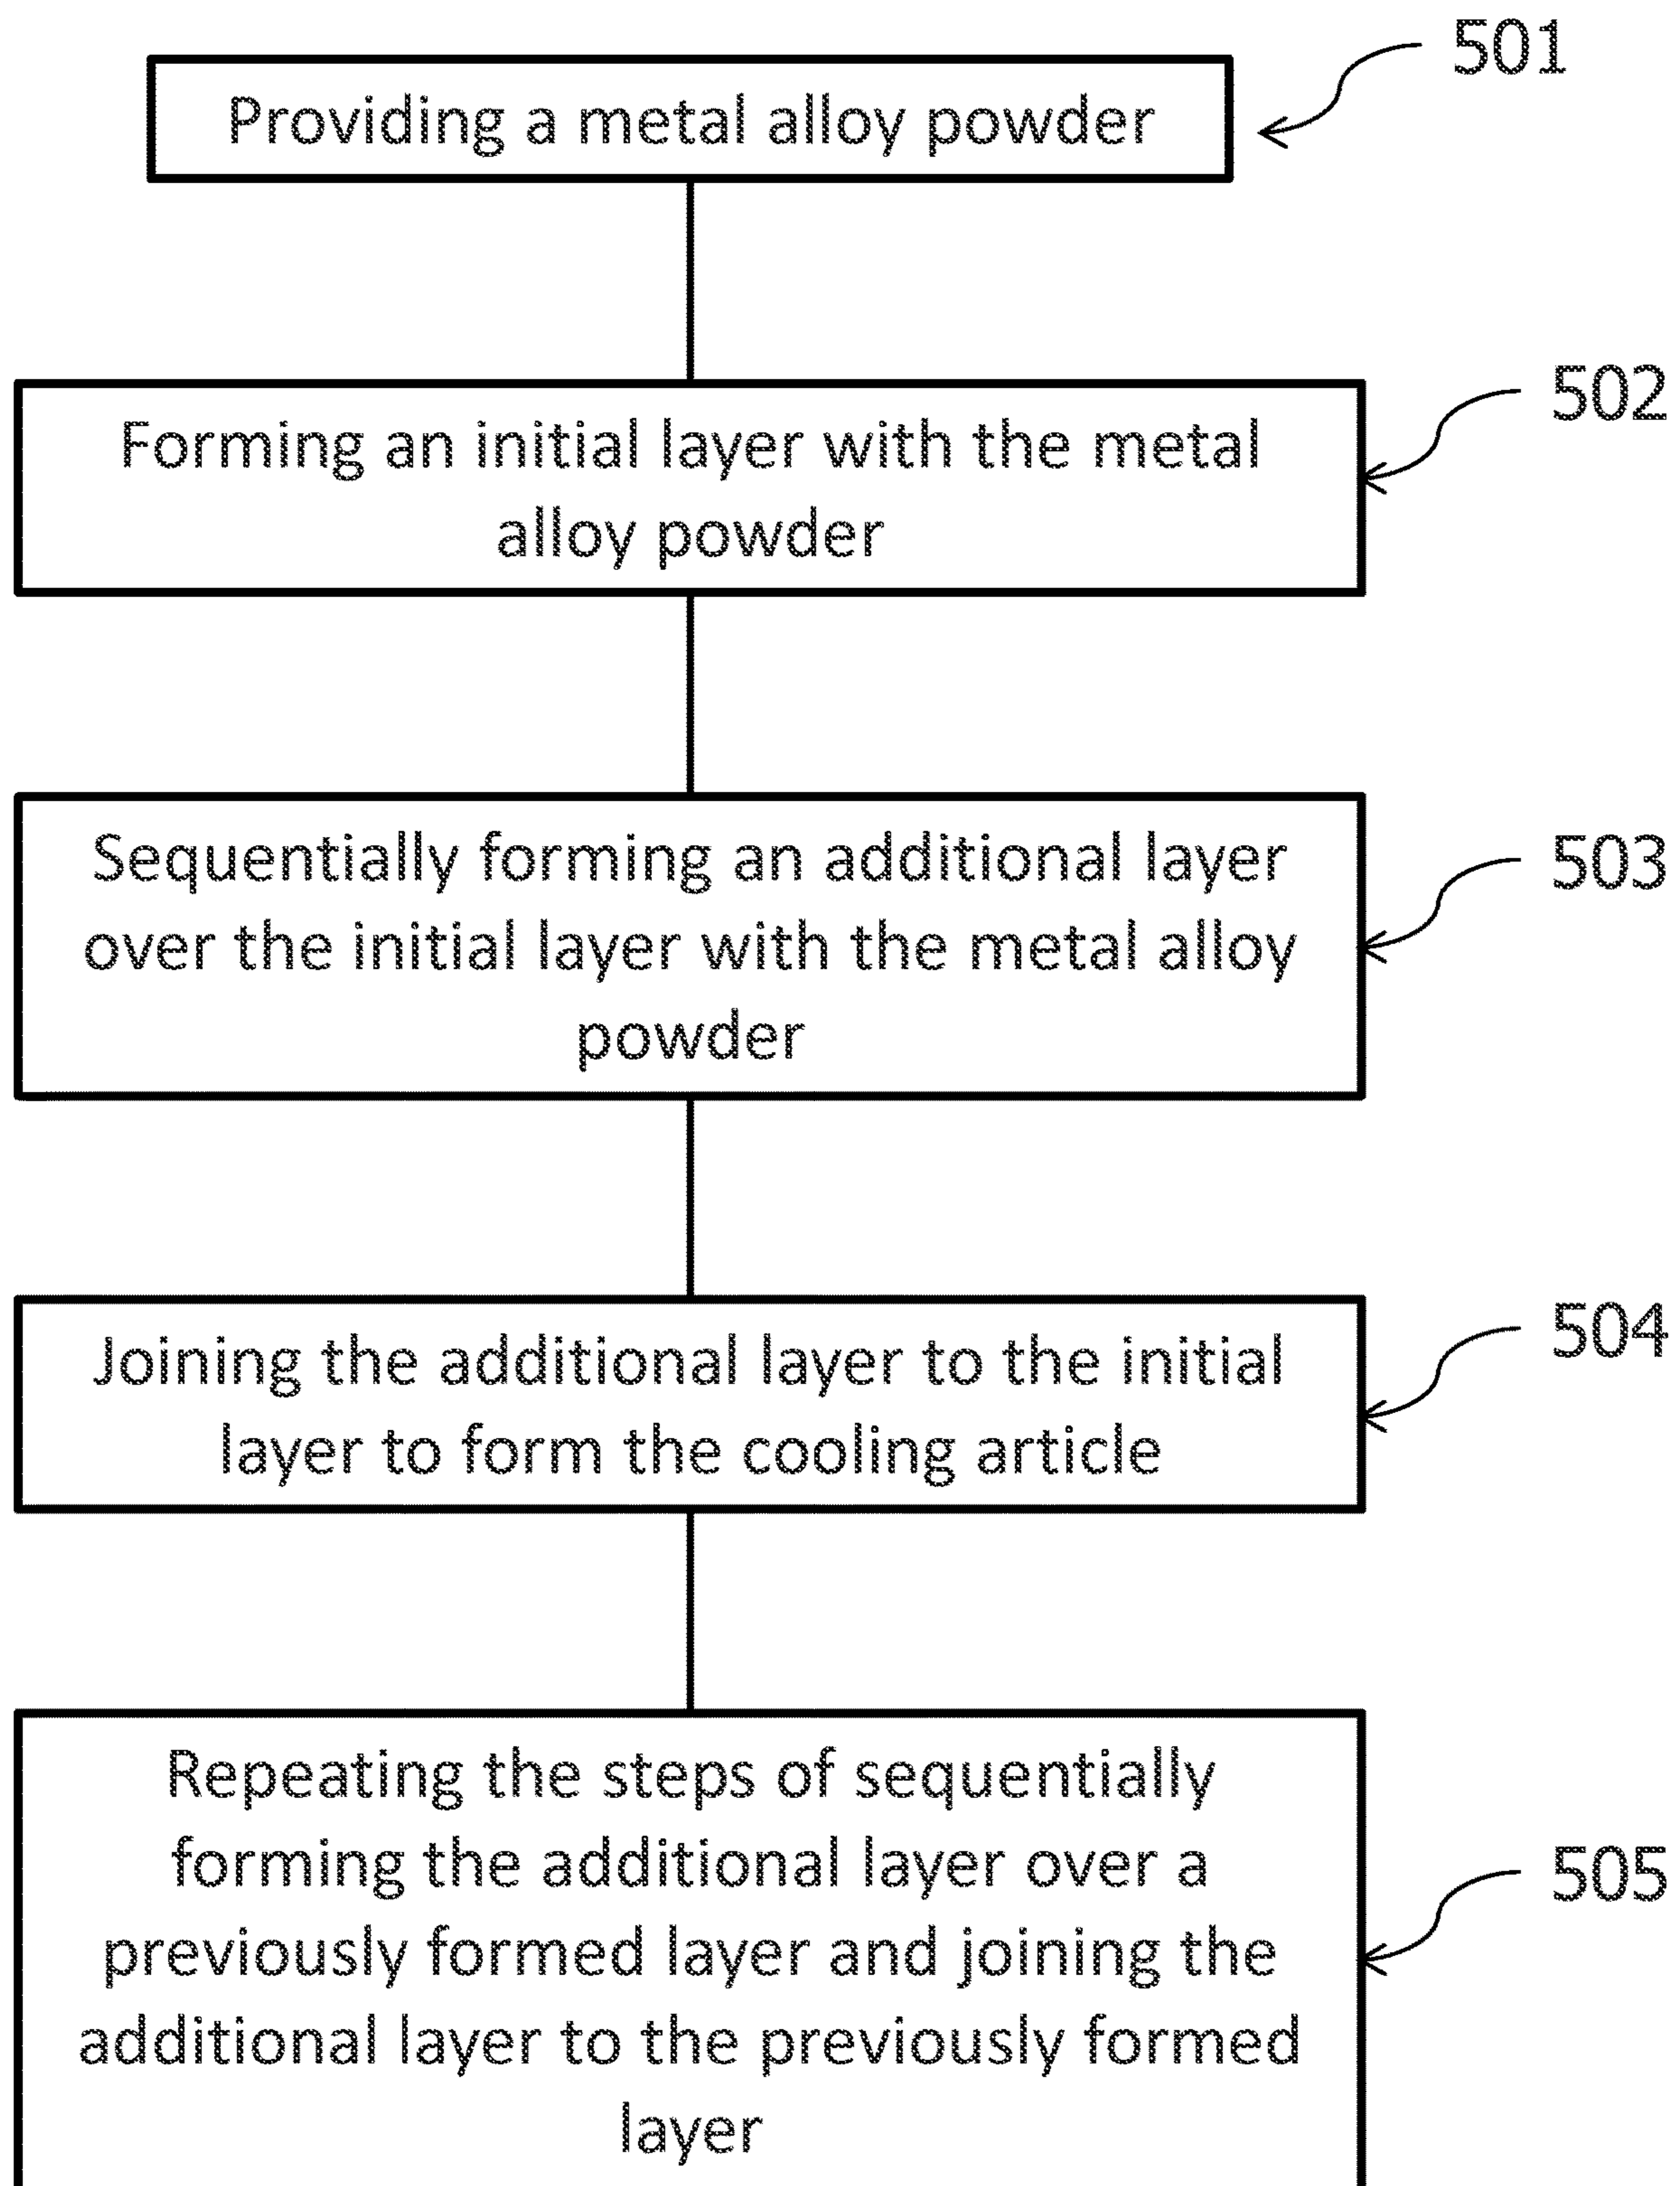 501
Providing a metal alloy powder
502
Forming an initial layer with the metal
alloy powder
503
Sequentially forming an additional layer
over the initial layer with the metal alloy
powder
504
Joining the additional layer to the initial
layer to form the cooling article
505
Repeating the steps of sequentially
forming the additional layer over a
previously formed layer and joining the
additional layer to the previously formed
layer